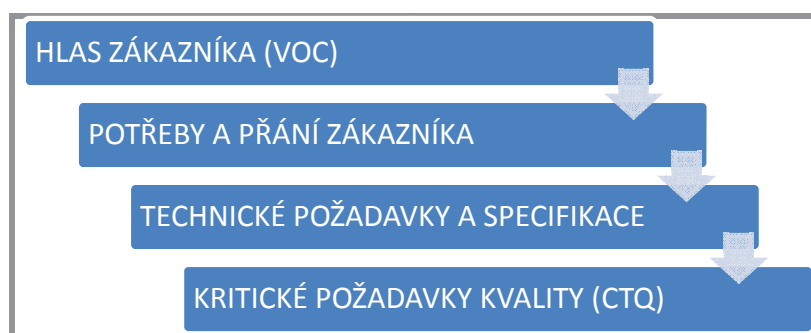 HLAS ZÁKAZNÍKA (VOC)
POTŘEBY A PŘÁNÍ ZÁKAZNÍKA
TECHNICKÉ POŽADAVKY A SPECIFIKACE
KRITICKÉ POŽADAVKY KVALITY (CTQ)